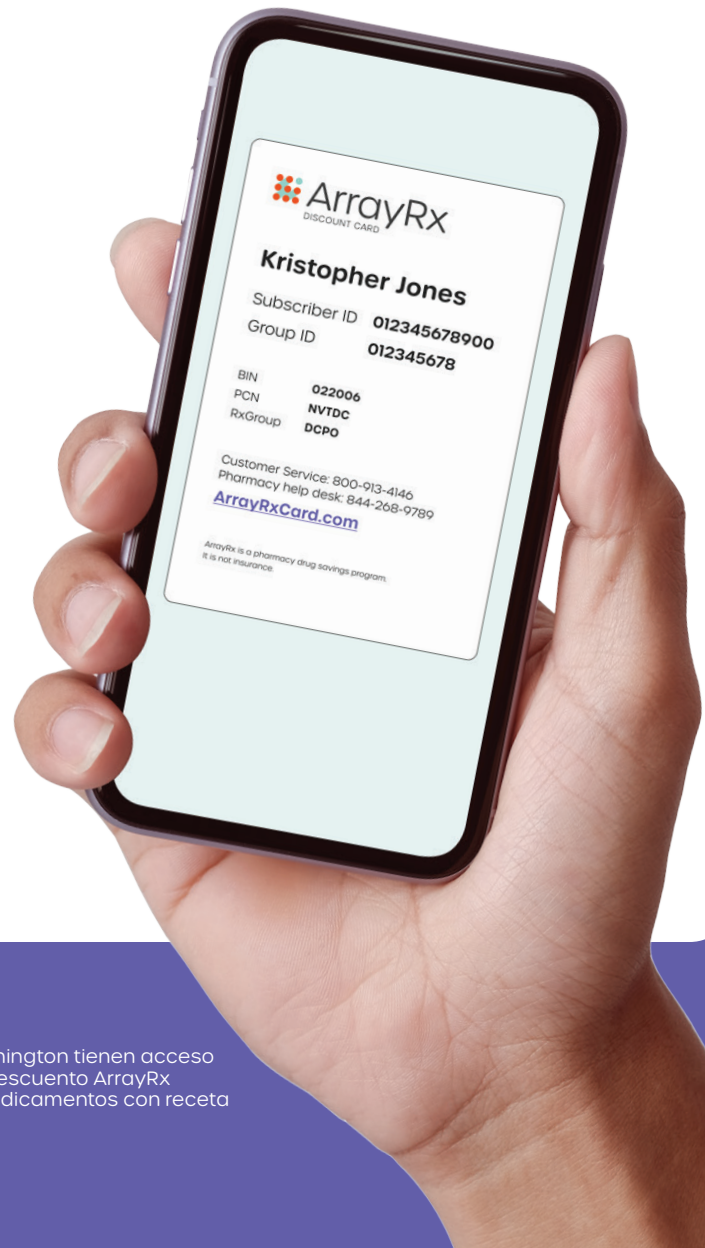 ArrayRx
DISCOUNT CARD
Kristopher Jones
Subscriber ID 012345678900
Group ID 012345678
BIN 022006
PCN NVTDC
RxGroup DCPO
Customer Service: 800-913-4146
Pharmacy help desk: 844-268-9789
ArrayRxCard.com
ArrayRx is a pharmacy drug savings program.
It is not insurance.
tienen acceso
ArrayRx
con receta